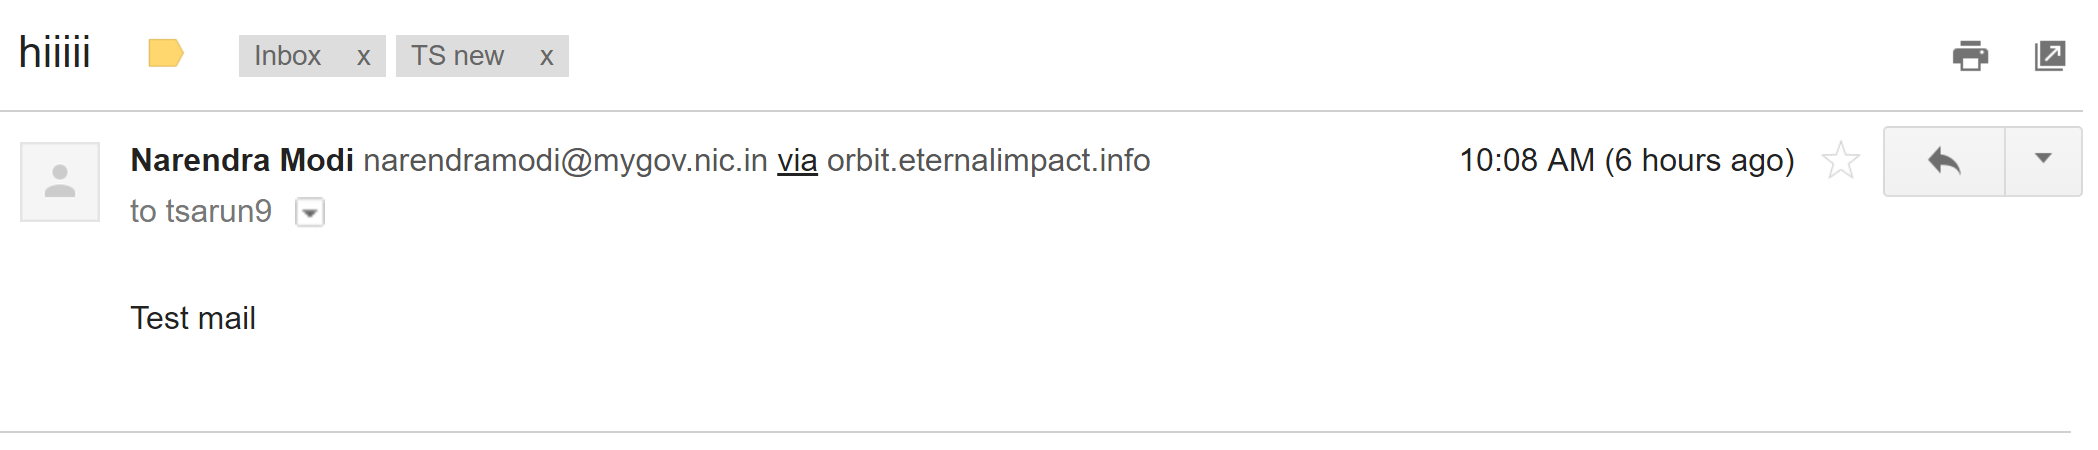 hiiiii Inbox x TS new x
Narendra Modi narendramodi@mygov.nic.in via orbit.eternalimpact.info 10:08 AM (6 hours ago)
to tsarun9
Test mail